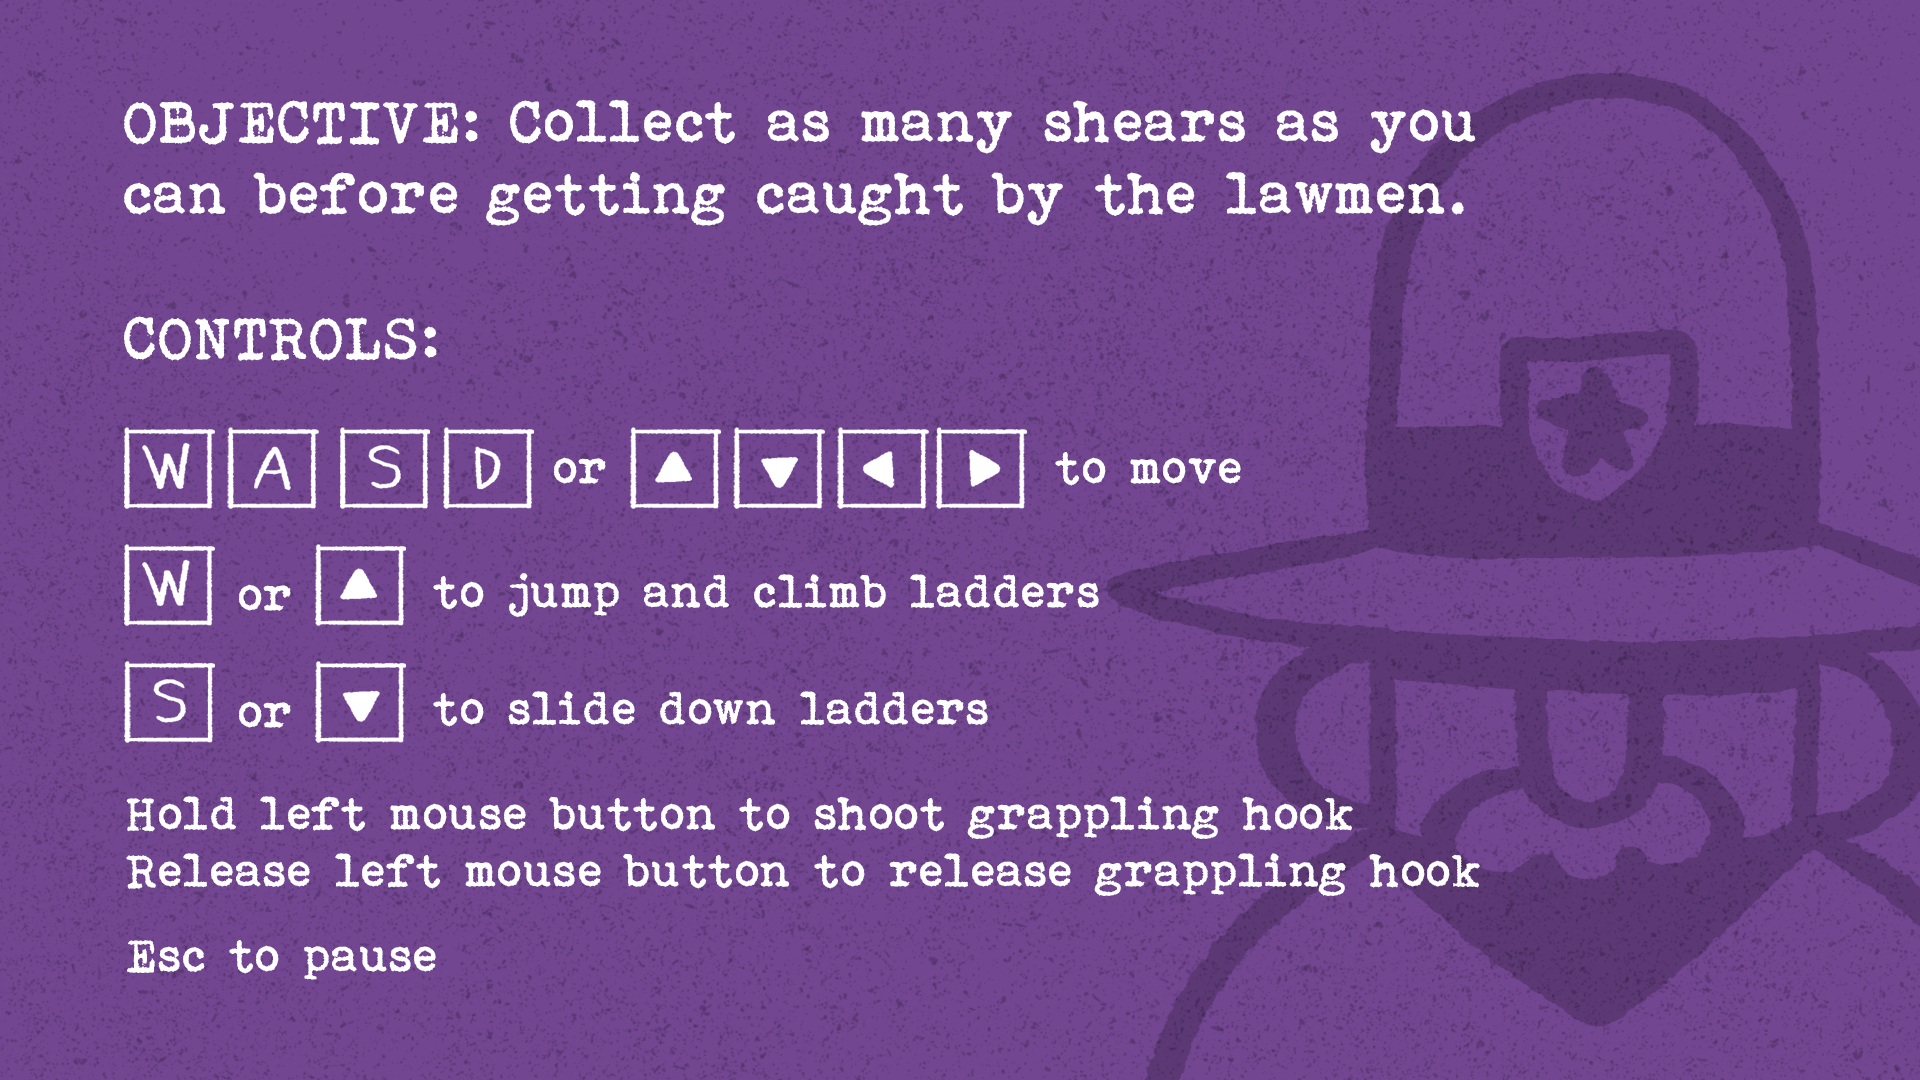 OBJECTIVE: Collect as many shears as you
can before getting caught by the lawmen.
CONTROLS:
W A S D or ▲ ▼ ◀ ▶ to move
W or ▲ to jump and climb ladders
S or ▼ to slide down ladders
Hold left mouse button to shoot grappling hook
Release left mouse button to release grappling hook
Esc to pause